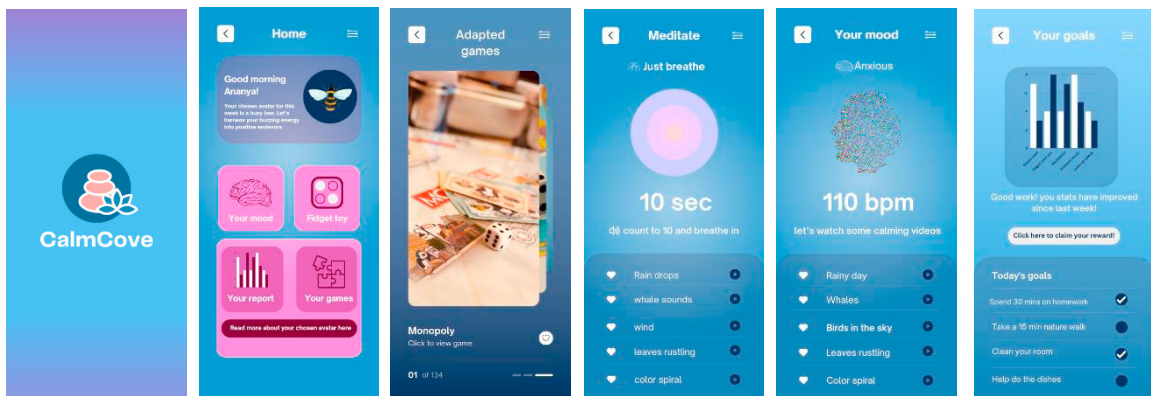 CalmCove
Home
Good morning
Ananya!
Your chosen avatar for this
week is a busy bee. Let's
harness your buzzing energy
into positive endevors
Your mood
Fidget toy
Your report
Your games
Read more about your chosen avatar here
Adapted
games
Monopoly
Click to view game
01 of 134
Meditate
Just breathe
10 sec
count to 10 and breathe in
Rain drops
whale sounds
wind
leaves rustling
color spiral
Your mood
Anxious
110 bpm
let's watch some calming videos
Rainy day
Whales
Birds in the sky
Leaves rustling
Color spiral
Your goals
Good work! you stats have improved
since last week!
Click here to claim your reward!
Today's goals
Spend 30 mins on homework
Take a 15 min nature walk
Clean your room
Help do the dishes